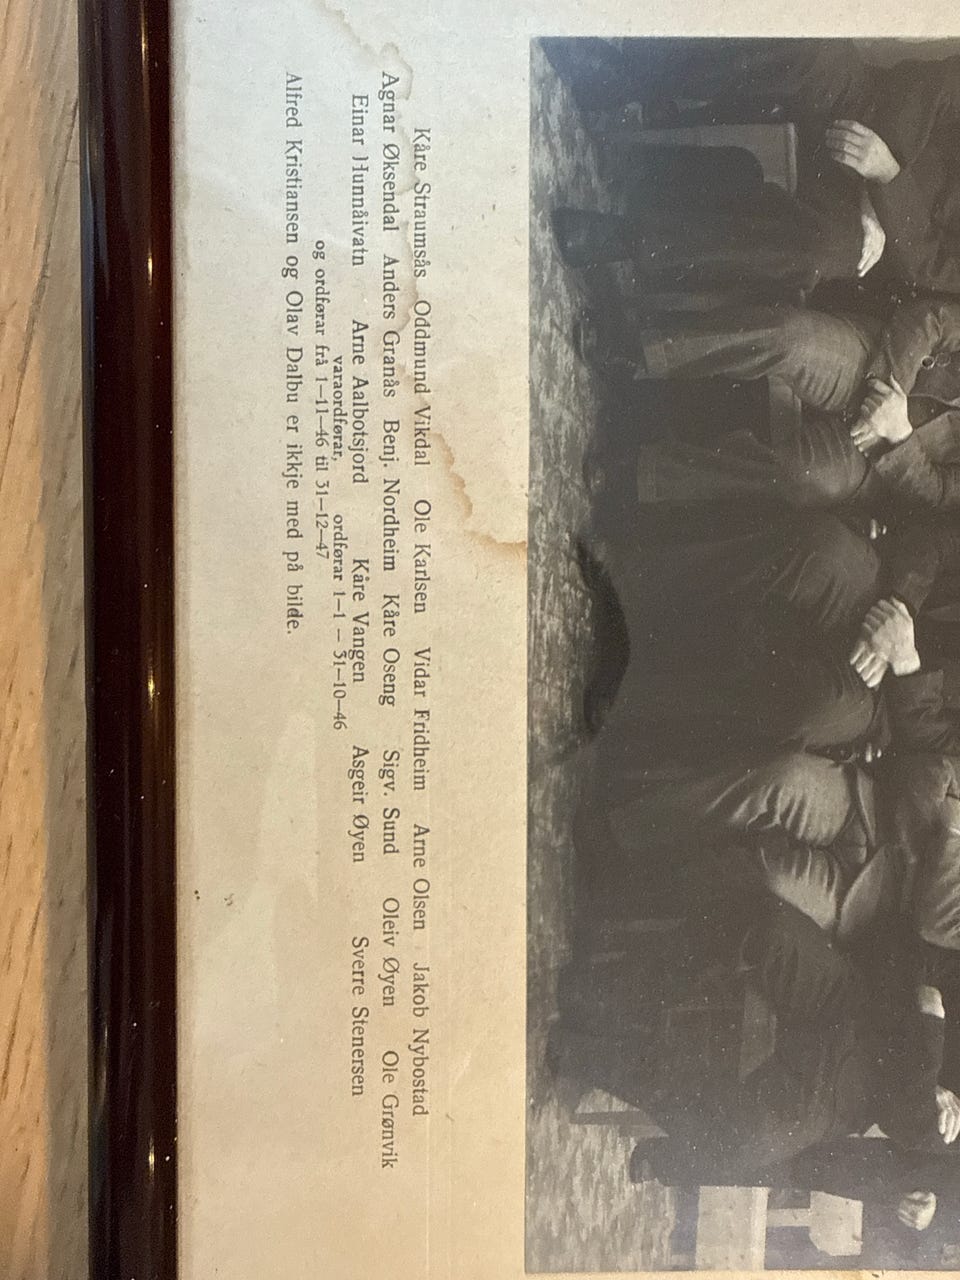 Kåre Straumsås Oddmund Vikdal Ole Karlsen Vidar Fridheim Arne Olsen Jakob Nybostad
Agnar Øksendal Anders Granås Benj. Nordheim Kåre Oseng Sigv. Sund Oleiv Øyen Ole Grønvik
Einar Hunnåivatn Arne Aalbotsjord Kåre Vangen Asgeir Øyen Sverre Stenersen
varaordførar, ordførar 1—1 — 31—10—46
og ordførar frå 1—11—46 til 31—12—47
Alfred Kristiansen og Olav Dalbu er ikkje med på bilde.